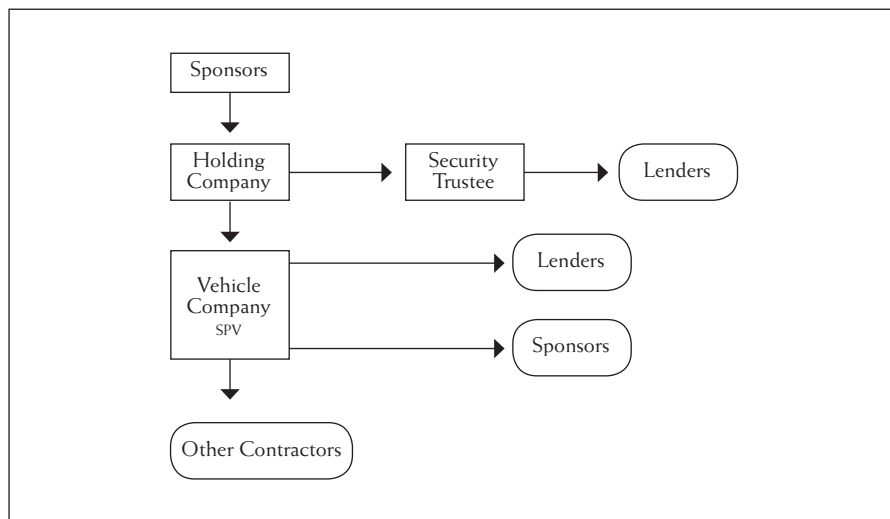 Sponsors
Holding
Company
Security
Trustee
Lenders
Lenders
Vehicle
Company
SPV
Sponsors
Other Contractors